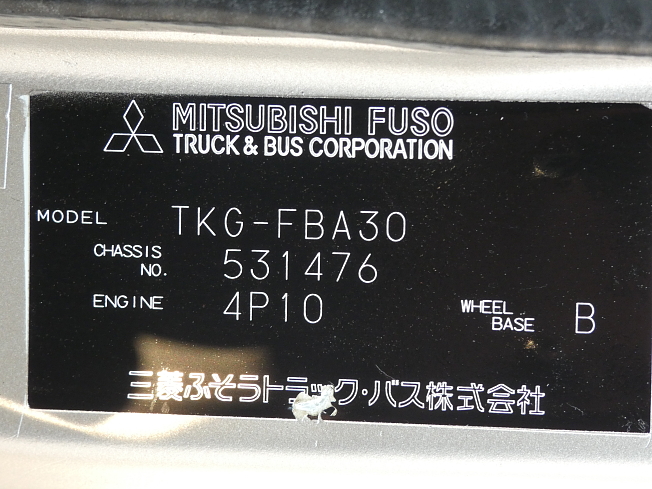 MITSUBISHI FUSO
TRUCK & BUS CORPORATION
MODEL TKG-FBA30
CHASSIS NO. 531476
ENGINE 4P10
WHEEL BASE B
三菱ふそうトラック・バス株式会社